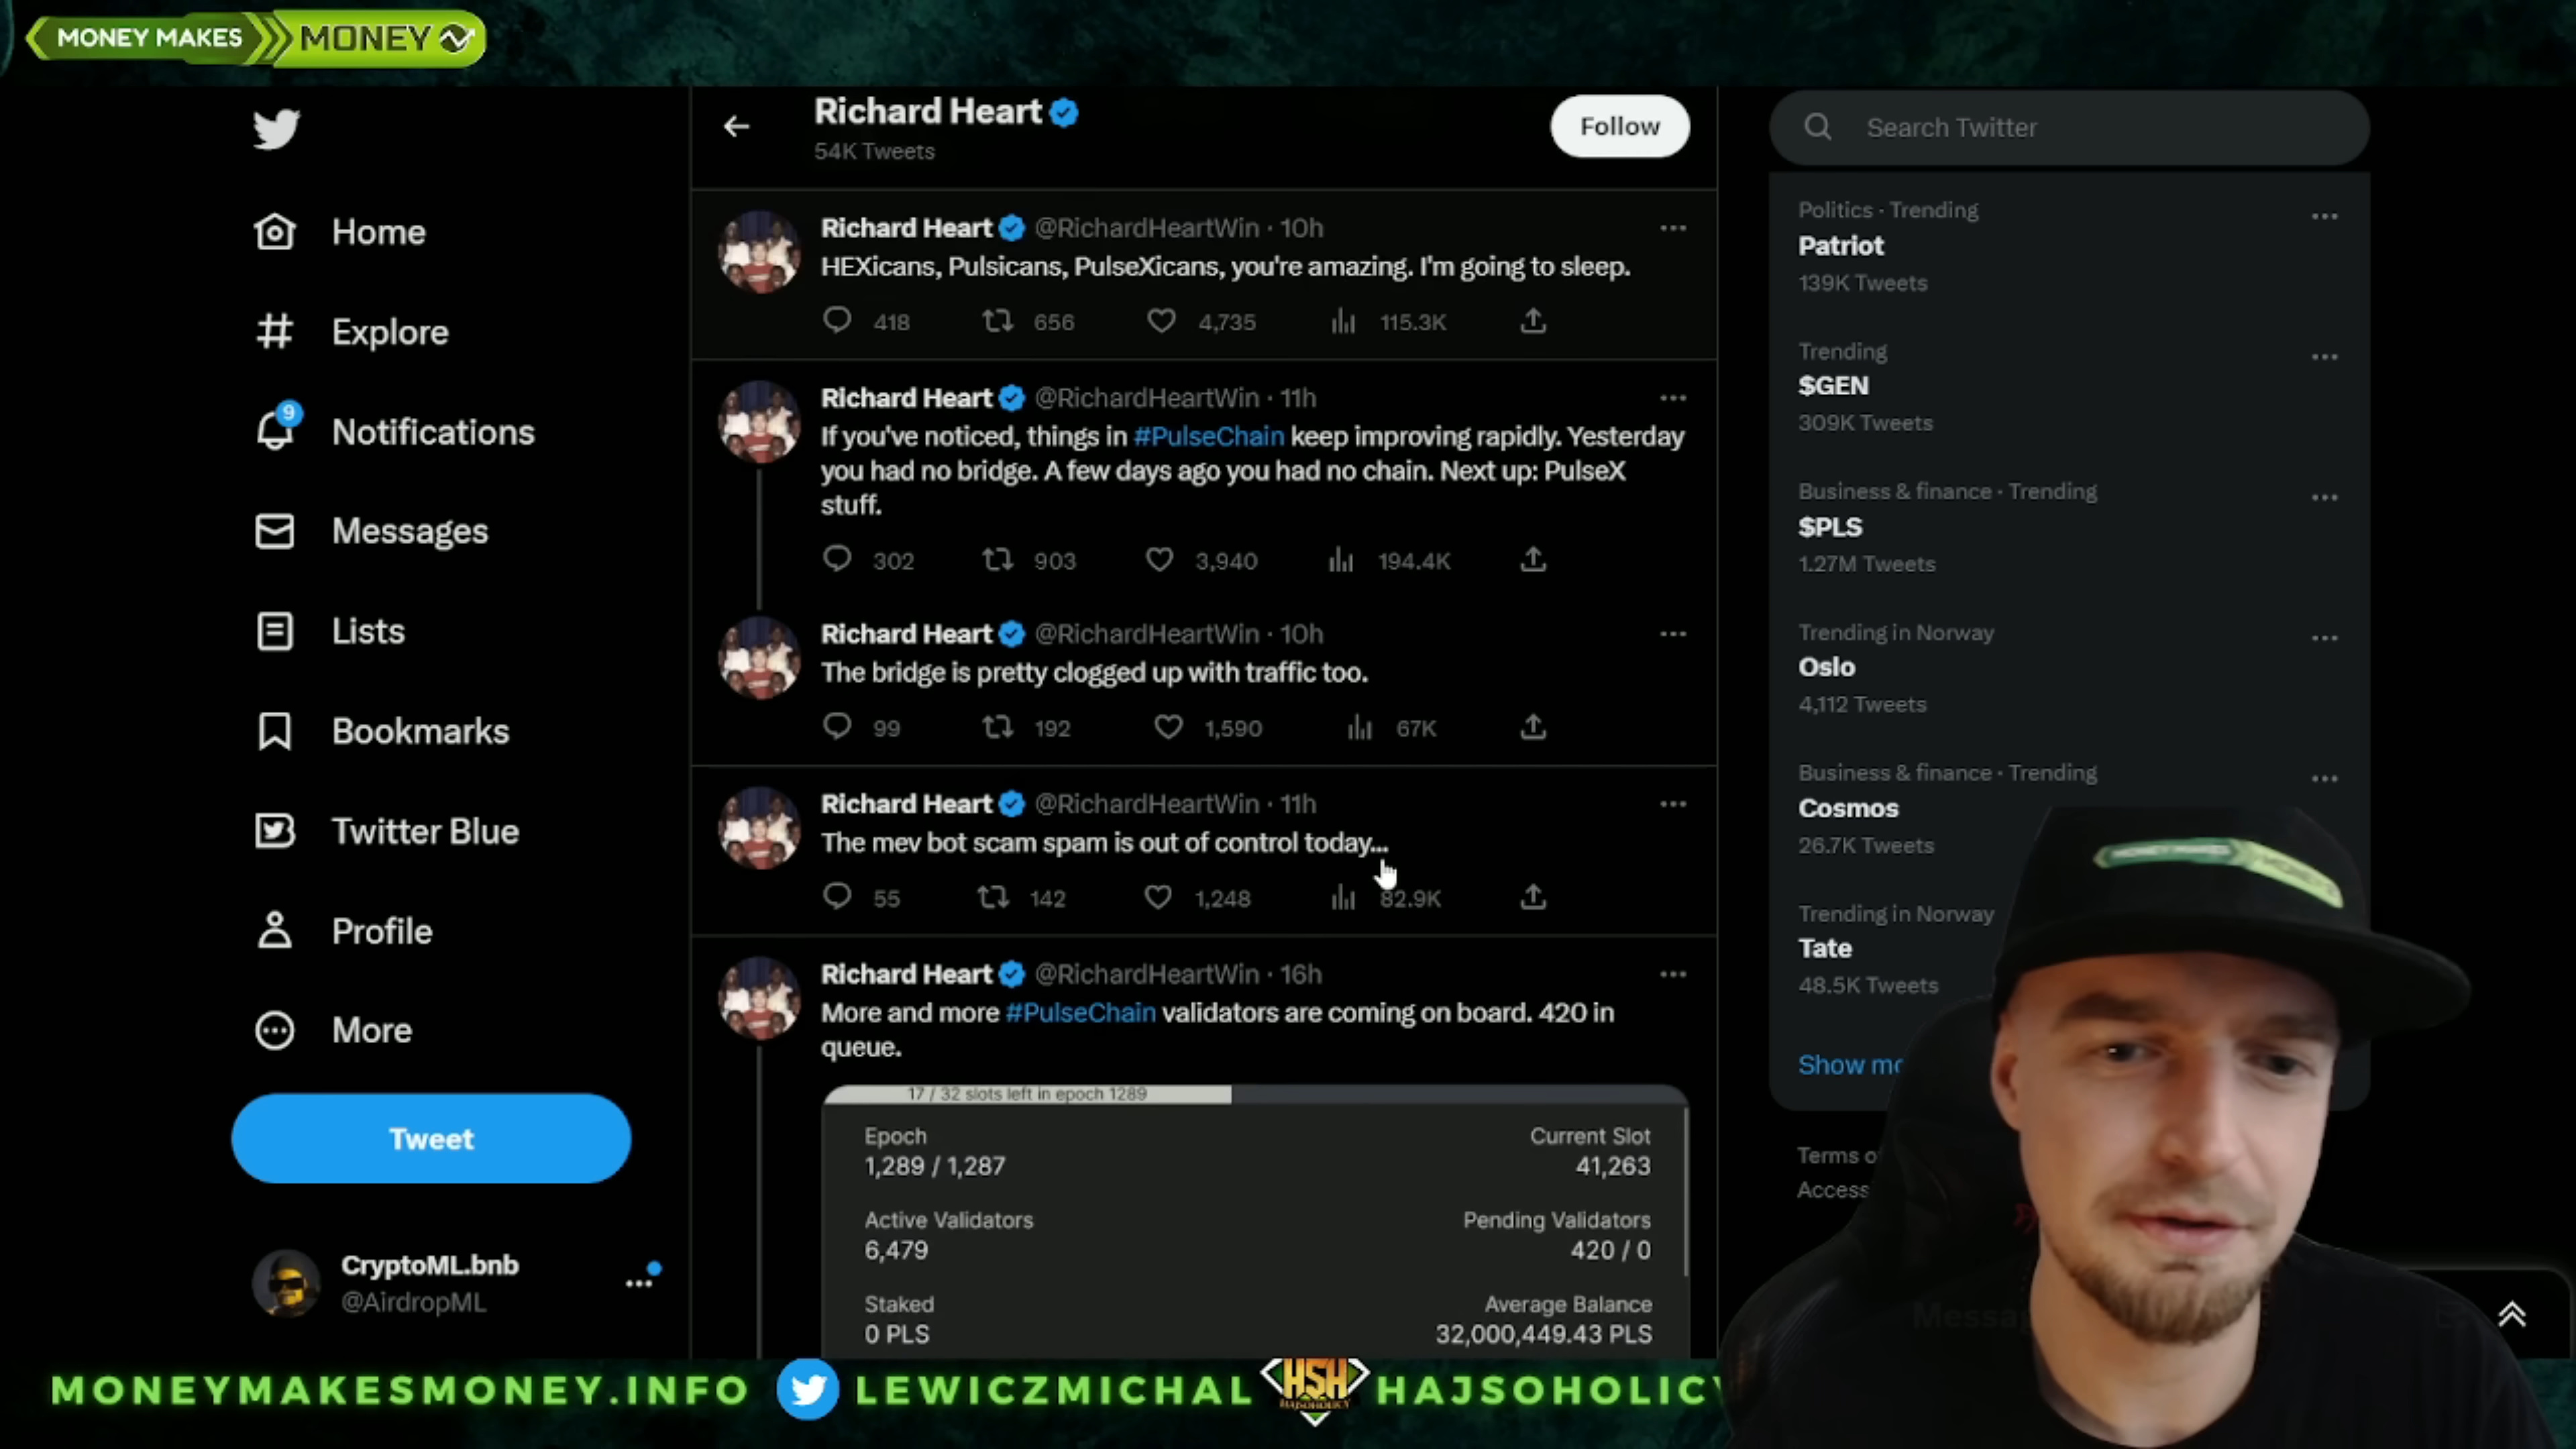 MONEY MAKES MONEY
Home
Explore
9
Notifications
Messages
Lists
Bookmarks
Twitter Blue
Profile
More
Tweet
CryptoML.bnb
@AirdropML
Richard Heart
54K Tweets
Follow
Richard Heart @RichardHeartWin · 10h
HEXicans, Pulsicans, PulseXicans, you're amazing. I'm going to sleep.
418 656 4,735 115.3K
Richard Heart @RichardHeartWin · 11h
If you've noticed, things in #PulseChain keep improving rapidly. Yesterday
you had no bridge. A few days ago you had no chain. Next up: PulseX
stuff.
302 903 3,940 194.4K
Richard Heart @RichardHeartWin · 10h
The bridge is pretty clogged up with traffic too.
99 192 1,590 67K
Richard Heart @RichardHeartWin · 11h
The mev bot scam spam is out of control today...
55 142 1,248 82.9K
Richard Heart @RichardHeartWin · 16h
More and more #PulseChain validators are coming on board. 420 in
queue.
17 / 32 slots left in epoch 1289
Epoch Current Slot
1,289 / 1,287 41,263
Active Validators Pending Validators
6,479 420 / 0
Staked Average Balance
0 PLS 32,000,449.43 PLS
Search Twitter
Politics · Trending
Patriot
139K Tweets
Trending
$GEN
309K Tweets
Business & finance · Trending
$PLS
1.27M Tweets
Trending in Norway
Oslo
4,112 Tweets
Business & finance · Trending
Cosmos
26.7K Tweets
Trending in Norway
Tate
48.5K Tweets
Show mo
Terms o
Access
MONEY MAKES MONEY
MONEYMAKESMONEY.INFO LEWICZMICHAL HSH HAJSOHOLICY
HAJSOHOLICY